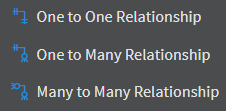 One to One Relationship
One to Many Relationship
Many to Many Relationship